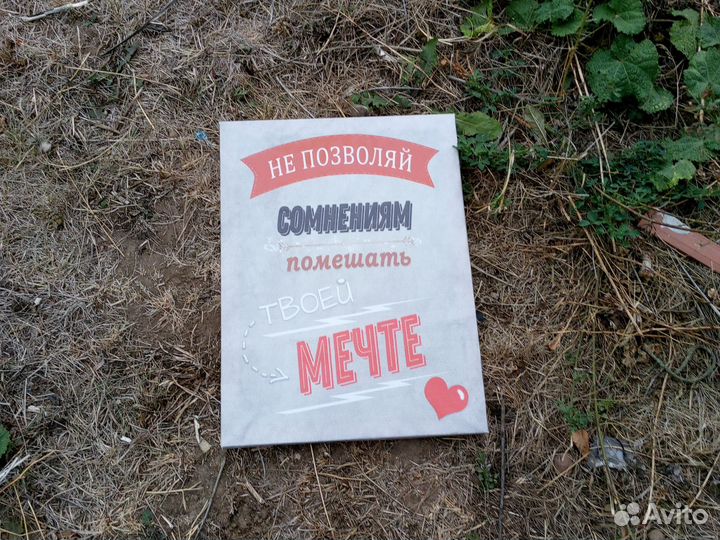 НЕ ПОЗВОЛЯЙ
СОМНЕНИЯМ
помешать
ТВОЕЙ
МЕЧТЕ
Avito